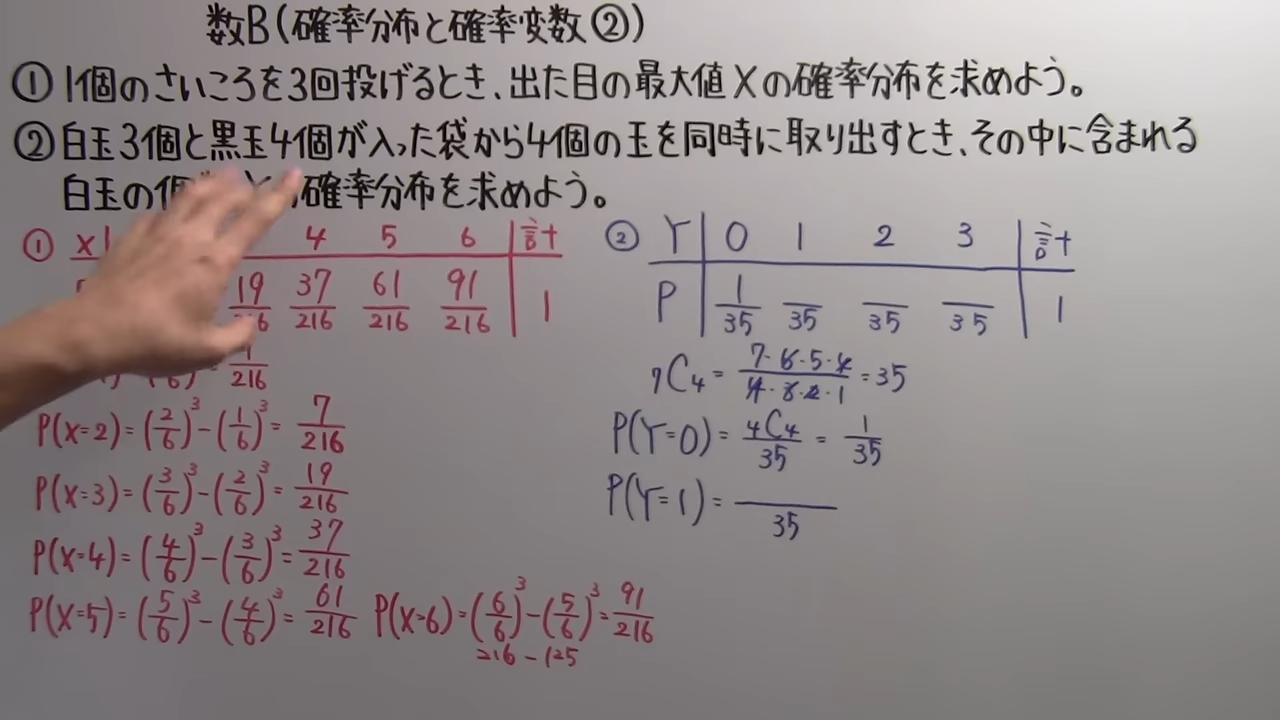 数B(確率分布と確率変数②)
① 1個のさいころを3回投げるとき、出た目の最大値Xの確率分布を求めよう。
② 白玉3個と黒玉4個が入った袋から4個の玉を同時に取り出すとき、その中に含まれる
白玉の 確率分布を求めよう。
① X 4 5 6 計
19/216 37/216 61/216 91/216 1
1/216
P(X=2)=(2/6)³-(1/6)³=7/216
P(X=3)=(3/6)³-(2/6)³=19/216
P(X=4)=(4/6)³-(3/6)³=37/216
P(X=5)=(5/6)³-(4/6)³=61/216
P(X=6)=(6/6)³-(5/6)³=91/216
216-125
② Y 0 1 2 3 計
P 1/35 /35 /35 /35 1
₇C₄=7・6・5・4/4・3・2・1=35
P(Y=0)=₄C₄/35=1/35
P(Y=1)= /35